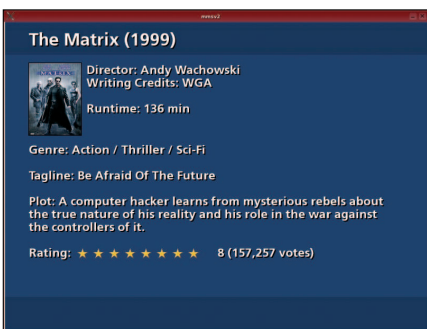 mmsv2
The Matrix (1999)
MATRIX
Director: Andy Wachowski
Writing Credits: WGA
Runtime: 136 min
Genre: Action / Thriller / Sci-Fi
Tagline: Be Afraid Of The Future
Plot: A computer hacker learns from mysterious rebels about
the true nature of his reality and his role in the war against
the controllers of it.
Rating: ★ ★ ★ ★ ★ ★ ★ ★ 8 (157,257 votes)